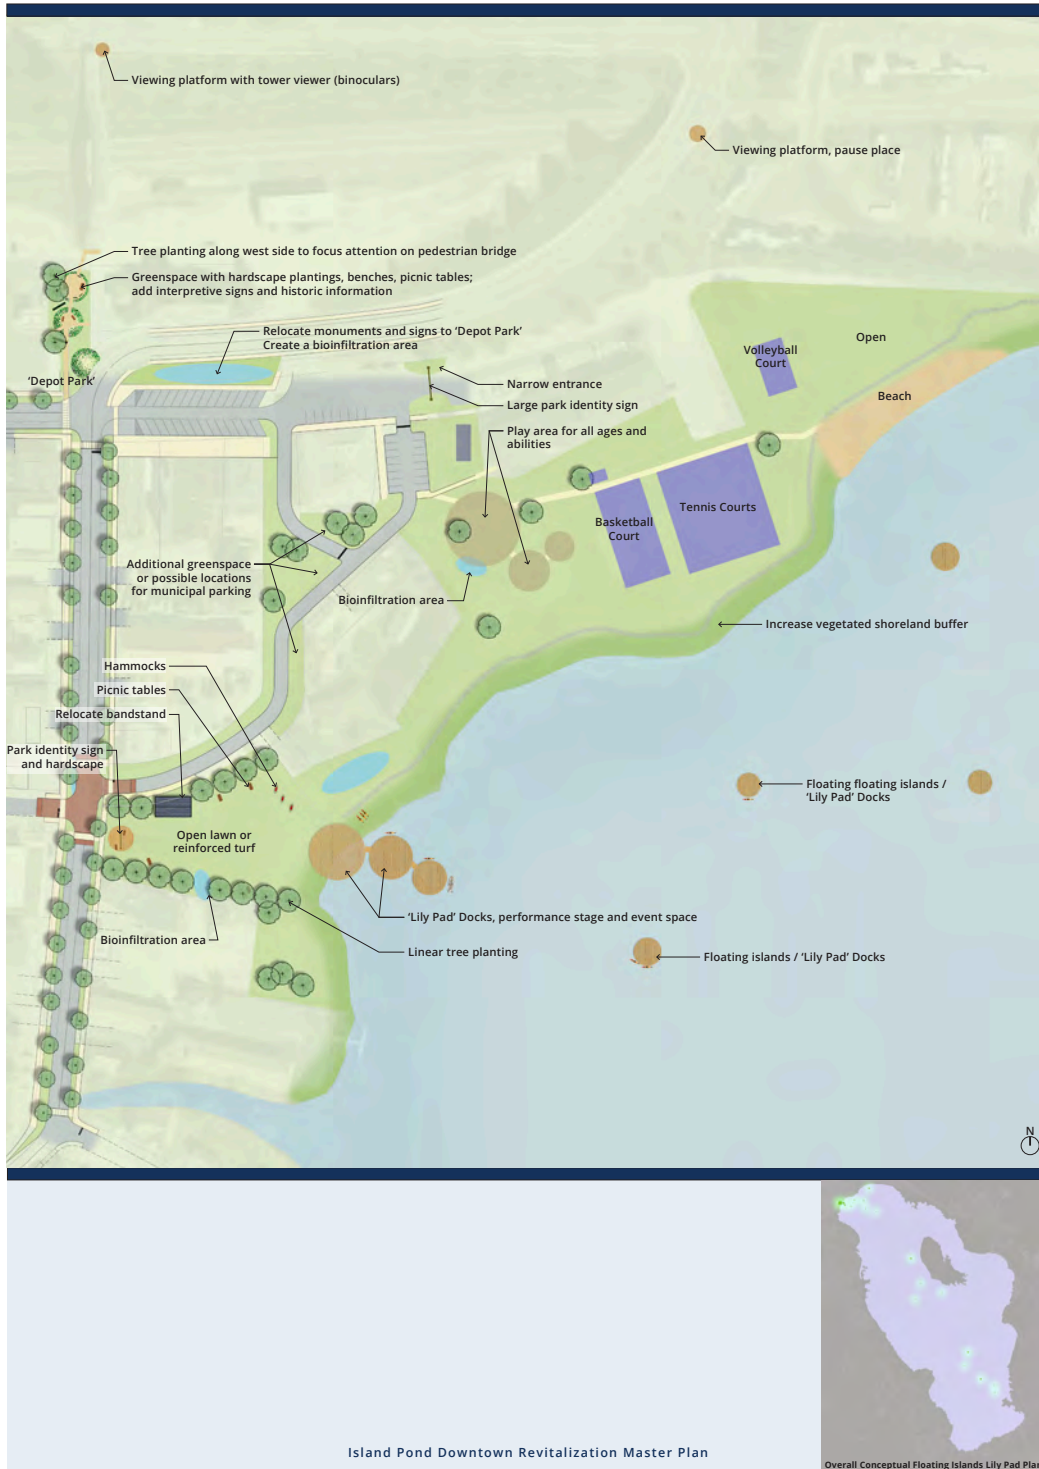 Viewing platform with tower viewer (binoculars)
Viewing platform, pause place
Tree planting along west side to focus attention on pedestrian bridge
Greenspace with hardscape plantings, benches, picnic tables;
add interpretive signs and historic information
Relocate monuments and signs to ‘Depot Park’
Create a bioinfiltration area
Open
Volleyball
Court
‘Depot Park’
Narrow entrance
Beach
Large park identity sign
Play area for all ages and
abilities
Tennis Courts
Basketball
Court
Additional greenspace
or possible locations
for municipal parking
Bioinfiltration area
Increase vegetated shoreland buffer
Hammocks
Picnic tables
Relocate bandstand
Park identity sign
and hardscape
Floating floating islands /
‘Lily Pad’ Docks
Open lawn or
reinforced turf
‘Lily Pad’ Docks, performance stage and event space
Bioinfiltration area
Linear tree planting
Floating islands / ‘Lily Pad’ Docks
N
Island Pond Downtown Revitalization Master Plan
Overall Conceptual Floating Islands Lily Pad Plan